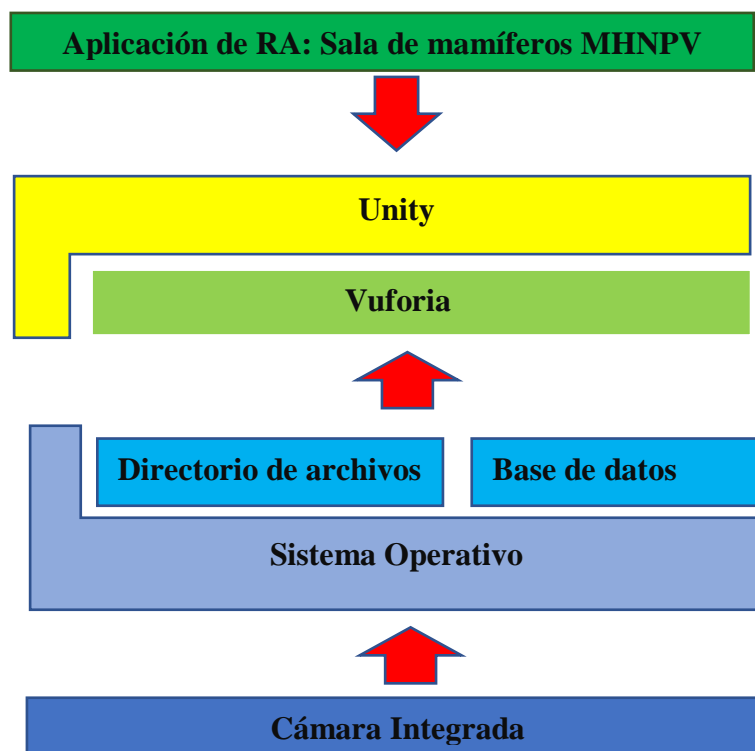 Aplicación de RA: Sala de mamíferos MHNPV
Unity
Vuforia
Directorio de archivos
Base de datos
Sistema Operativo
Cámara Integrada